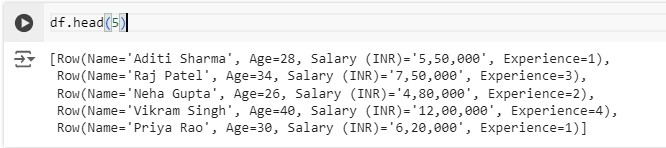 df.head(5)
[Row(Name='Aditi Sharma', Age=28, Salary (INR)='5,50,000', Experience=1),
Row(Name='Raj Patel', Age=34, Salary (INR)='7,50,000', Experience=3),
Row(Name='Neha Gupta', Age=26, Salary (INR)='4,80,000', Experience=2),
Row(Name='Vikram Singh', Age=40, Salary (INR)='12,00,000', Experience=4),
Row(Name='Priya Rao', Age=30, Salary (INR)='6,20,000', Experience=1)]